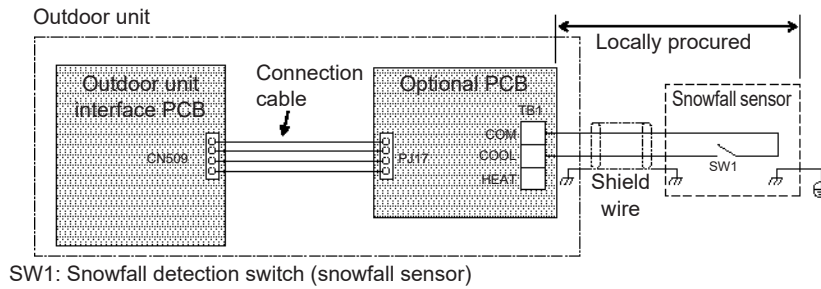 Outdoor unit
Locally procured
Outdoor unit
interface PCB
Connection
cable
Optional PCB
Snowfall sensor
TB1
COM
CN509
PJ17
COOL
SW1
HEAT
Shield
wire
SW1: Snowfall detection switch (snowfall sensor)